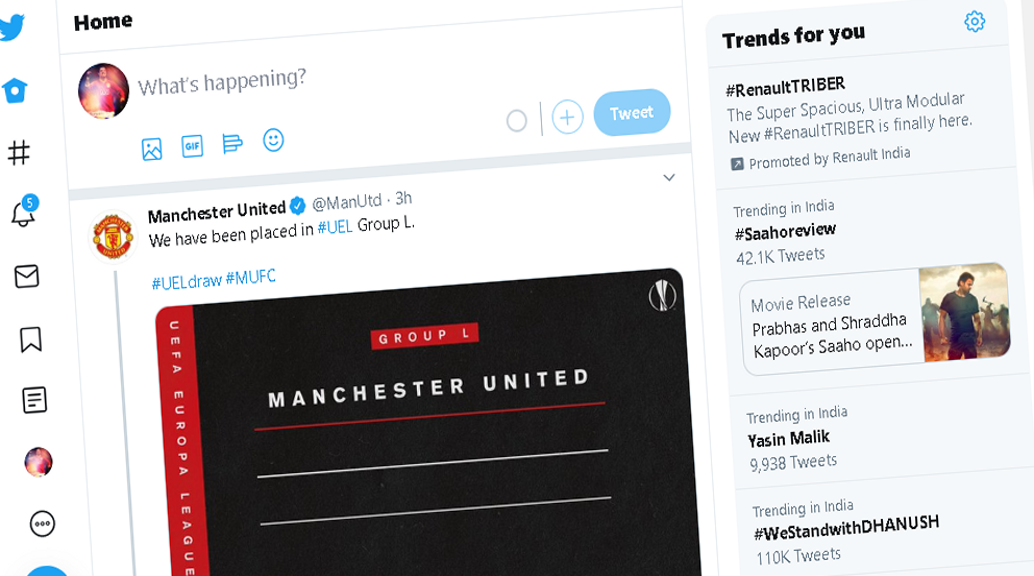 Home
What's happening?
GIF
Tweet
5
Manchester United @ManUtd · 3h
We have been placed in #UEL Group L.
#UELdraw #MUFC
UEFA EUROPA LEAGUE
GROUP L
MANCHESTER UNITED
Trends for you
#RenaultTRIBER
The Super Spacious, Ultra Modular
New #RenaultTRIBER is finally here.
Promoted by Renault India
Trending in India
#Saahoreview
42.1K Tweets
Movie Release
Prabhas and Shraddha
Kapoor's Saaho open...
Trending in India
Yasin Malik
9,938 Tweets
Trending in India
#WeStandwithDHANUSH
110K Tweets